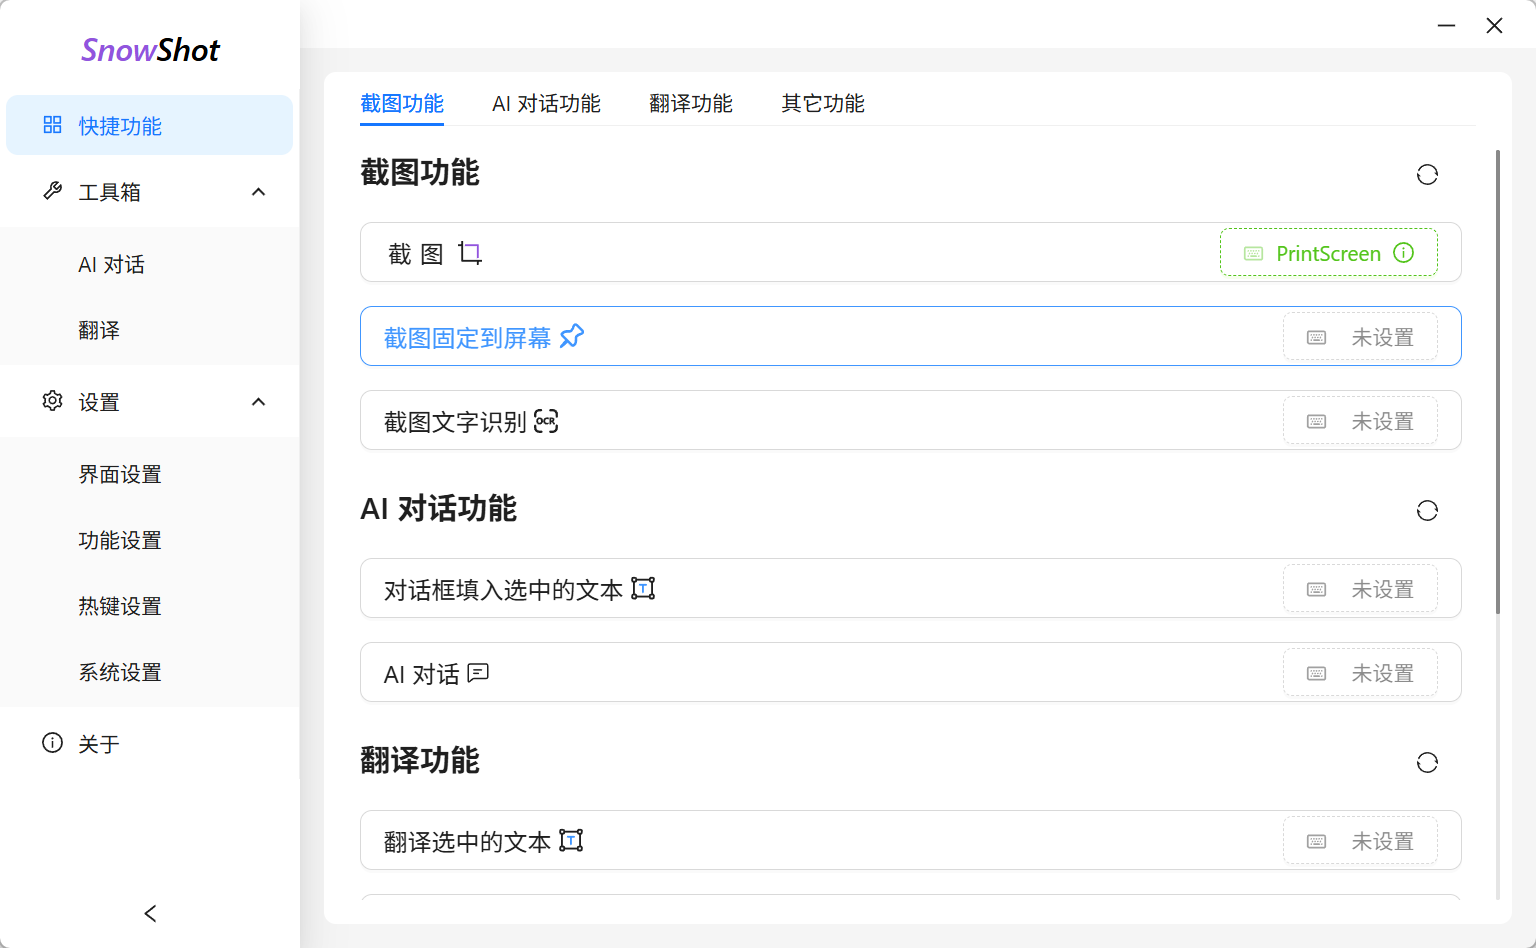 SnowShot
快捷功能
工具箱
AI 对话
翻译
设置
界面设置
功能设置
热键设置
系统设置
关于
截图功能 AI 对话功能 翻译功能 其它功能
截图功能
截 图 PrintScreen
截图固定到屏幕 未设置
截图文字识别 OCR 未设置
AI 对话功能
对话框填入选中的文本 T 未设置
AI 对话 未设置
翻译功能
翻译选中的文本 T 未设置